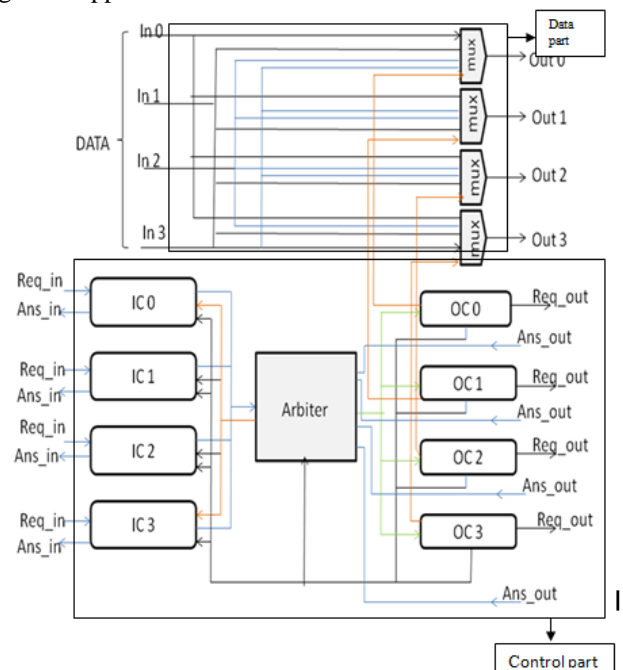 In 0
Data
part
mux
Out 0
In 1
mux
Out 1
DATA
In 2
mux
Out 2
In 3
mux
Out 3
Req_in
IC 0
Ans_in
OC 0
Req_out
Ans_out
Req_in
IC 1
Ans_in
Arbiter
OC 1
Req_out
Ans_out
Req_in
IC 2
Ans_in
OC 2
Req_out
Ans_out
Req_in
IC 3
Ans_in
OC 3
Req_out
Ans_out
Control part